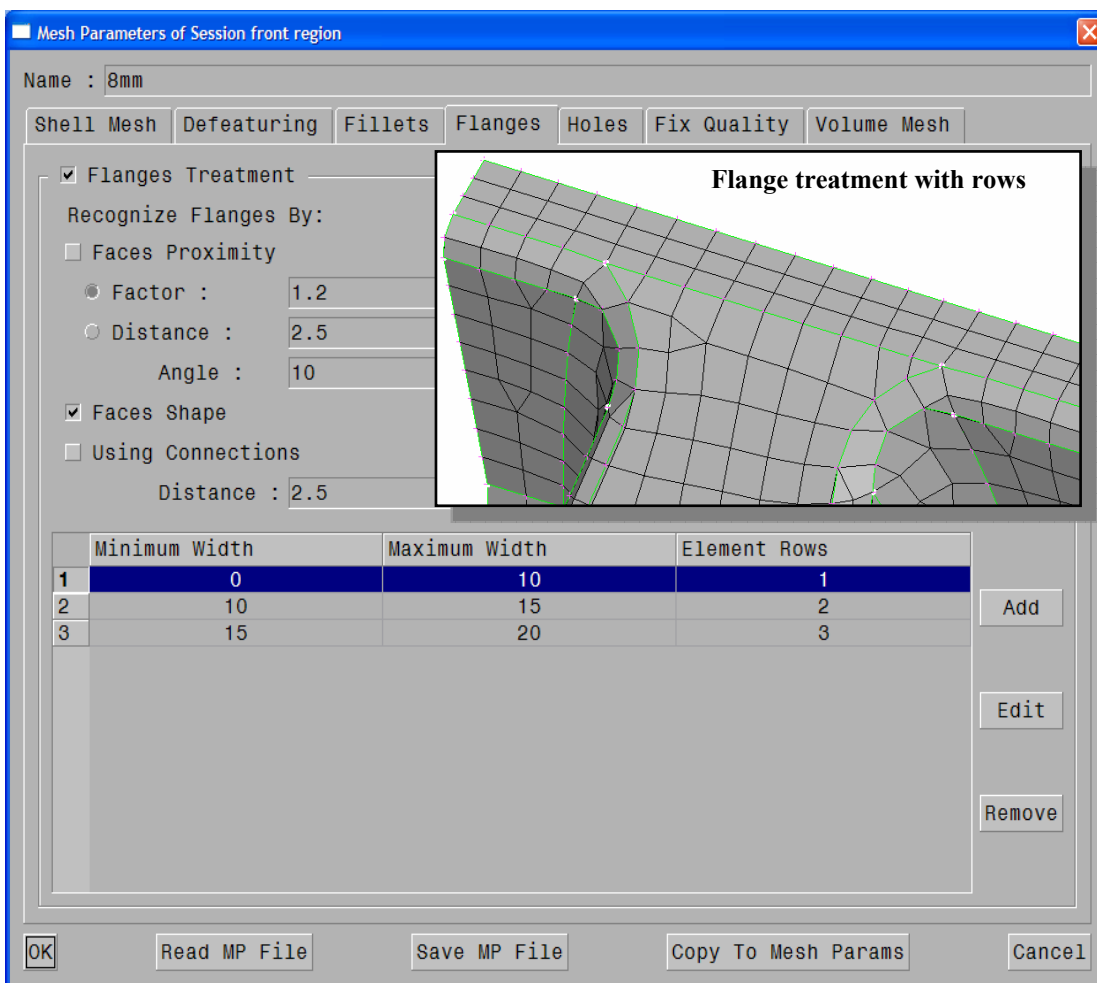 Mesh Parameters of Session front region
Name : 8mm
Shell Mesh Defeaturing Fillets Flanges Holes Fix Quality Volume Mesh
Flanges Treatment
Flange treatment with rows
Recognize Flanges By:
Faces Proximity
Factor : 1.2
Distance : 2.5
Angle : 10
Faces Shape
Using Connections
Distance : 2.5
Minimum Width Maximum Width Element Rows
1 0 10 1
2 10 15 2
3 15 20 3
Add
Edit
Remove
OK Read MP File Save MP File Copy To Mesh Params Cancel